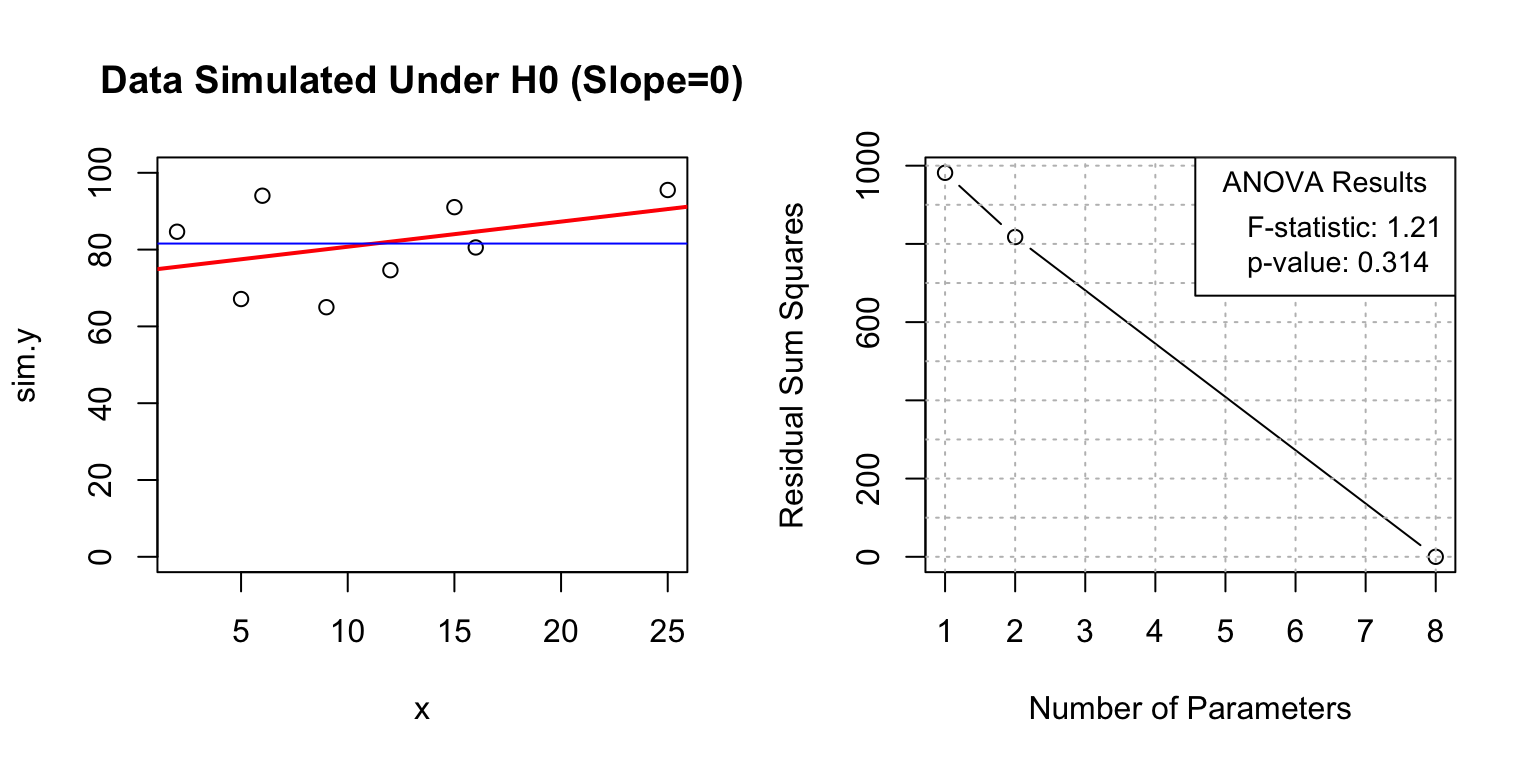 Data Simulated Under H0 (Slope=0)
100
80
60
40
20
0
sim.y
5 10 15 20 25
x
1000
600
200
0
Residual Sum Squares
ANOVA Results
F-statistic: 1.21
p-value: 0.314
1 2 3 4 5 6 7 8
Number of Parameters